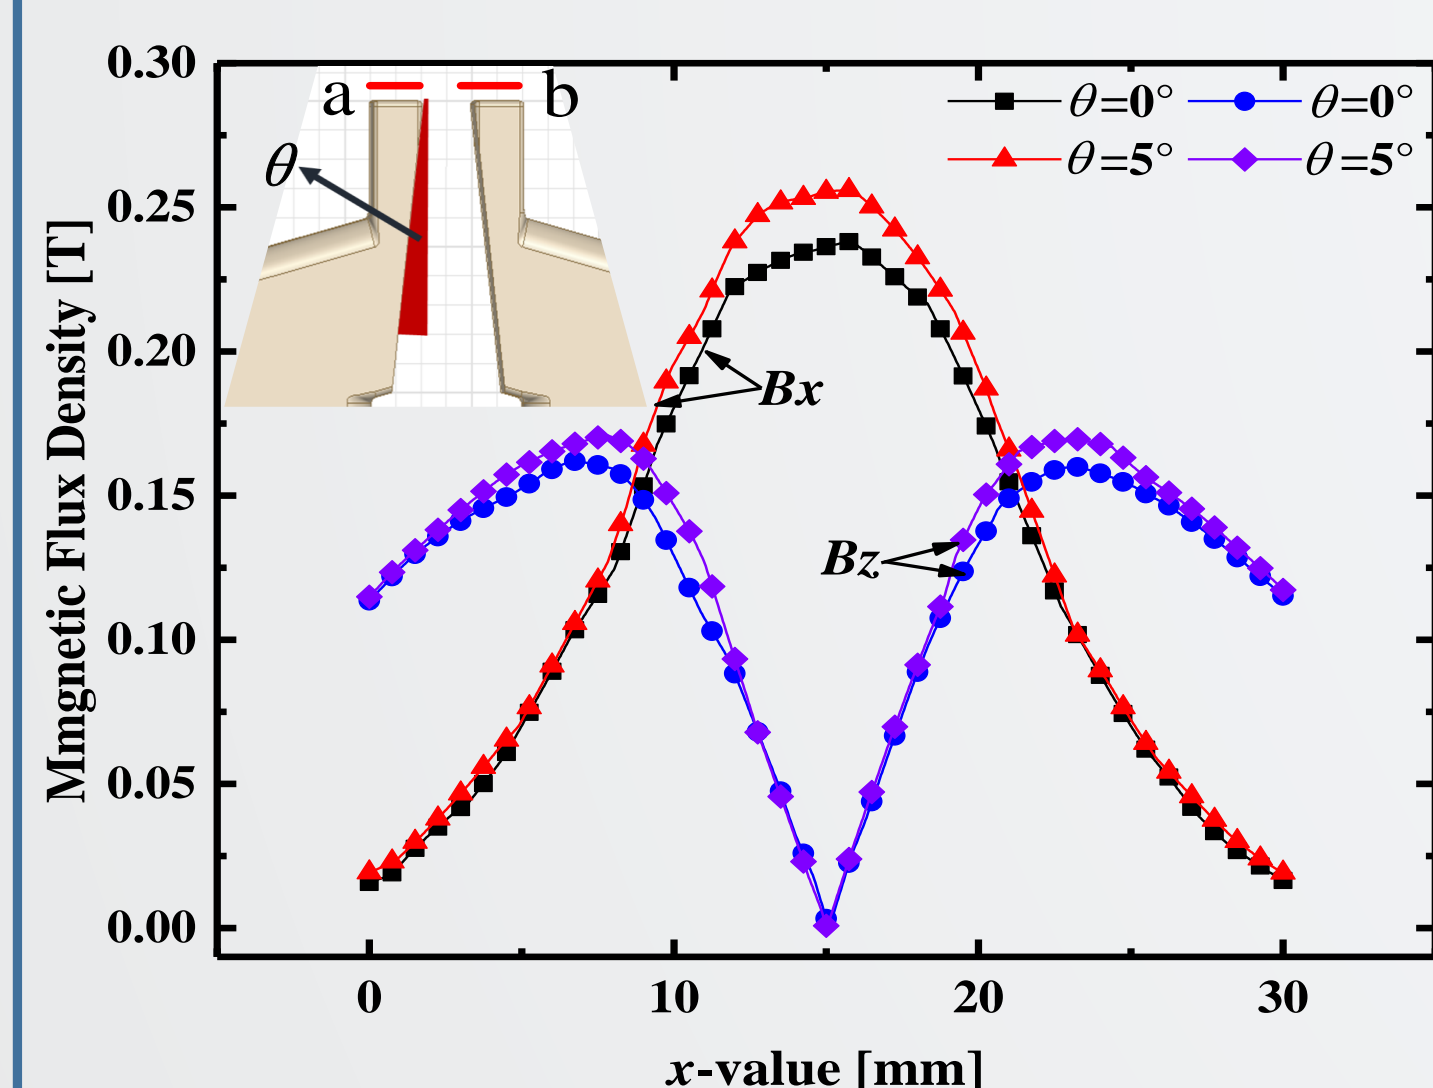 0.30
0.25
0.20
0.15
0.10
0.05
0.00
Mmgnetic Flux Density [T]
a b
θ
θ=0° θ=0°
θ=5° θ=5°
Bx
Bz
0 10 20 30
x-value [mm]